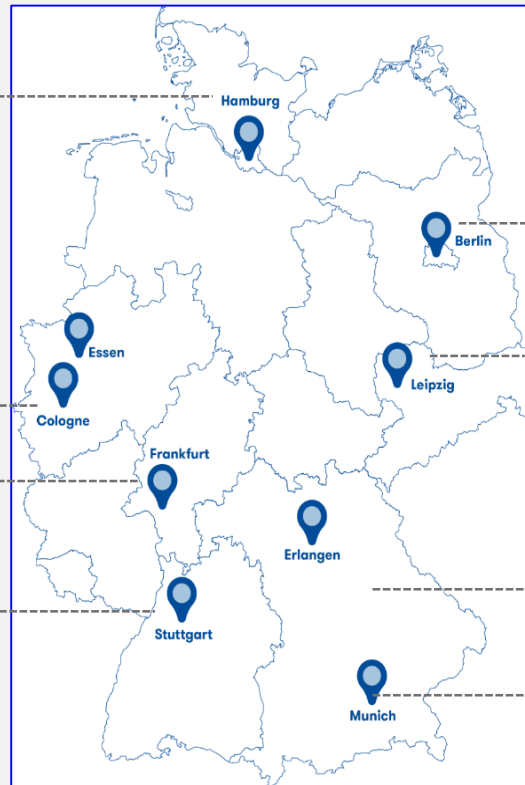 Hamburg
Berlin
Essen
Leipzig
Cologne
Frankfurt
Erlangen
Stuttgart
Munich